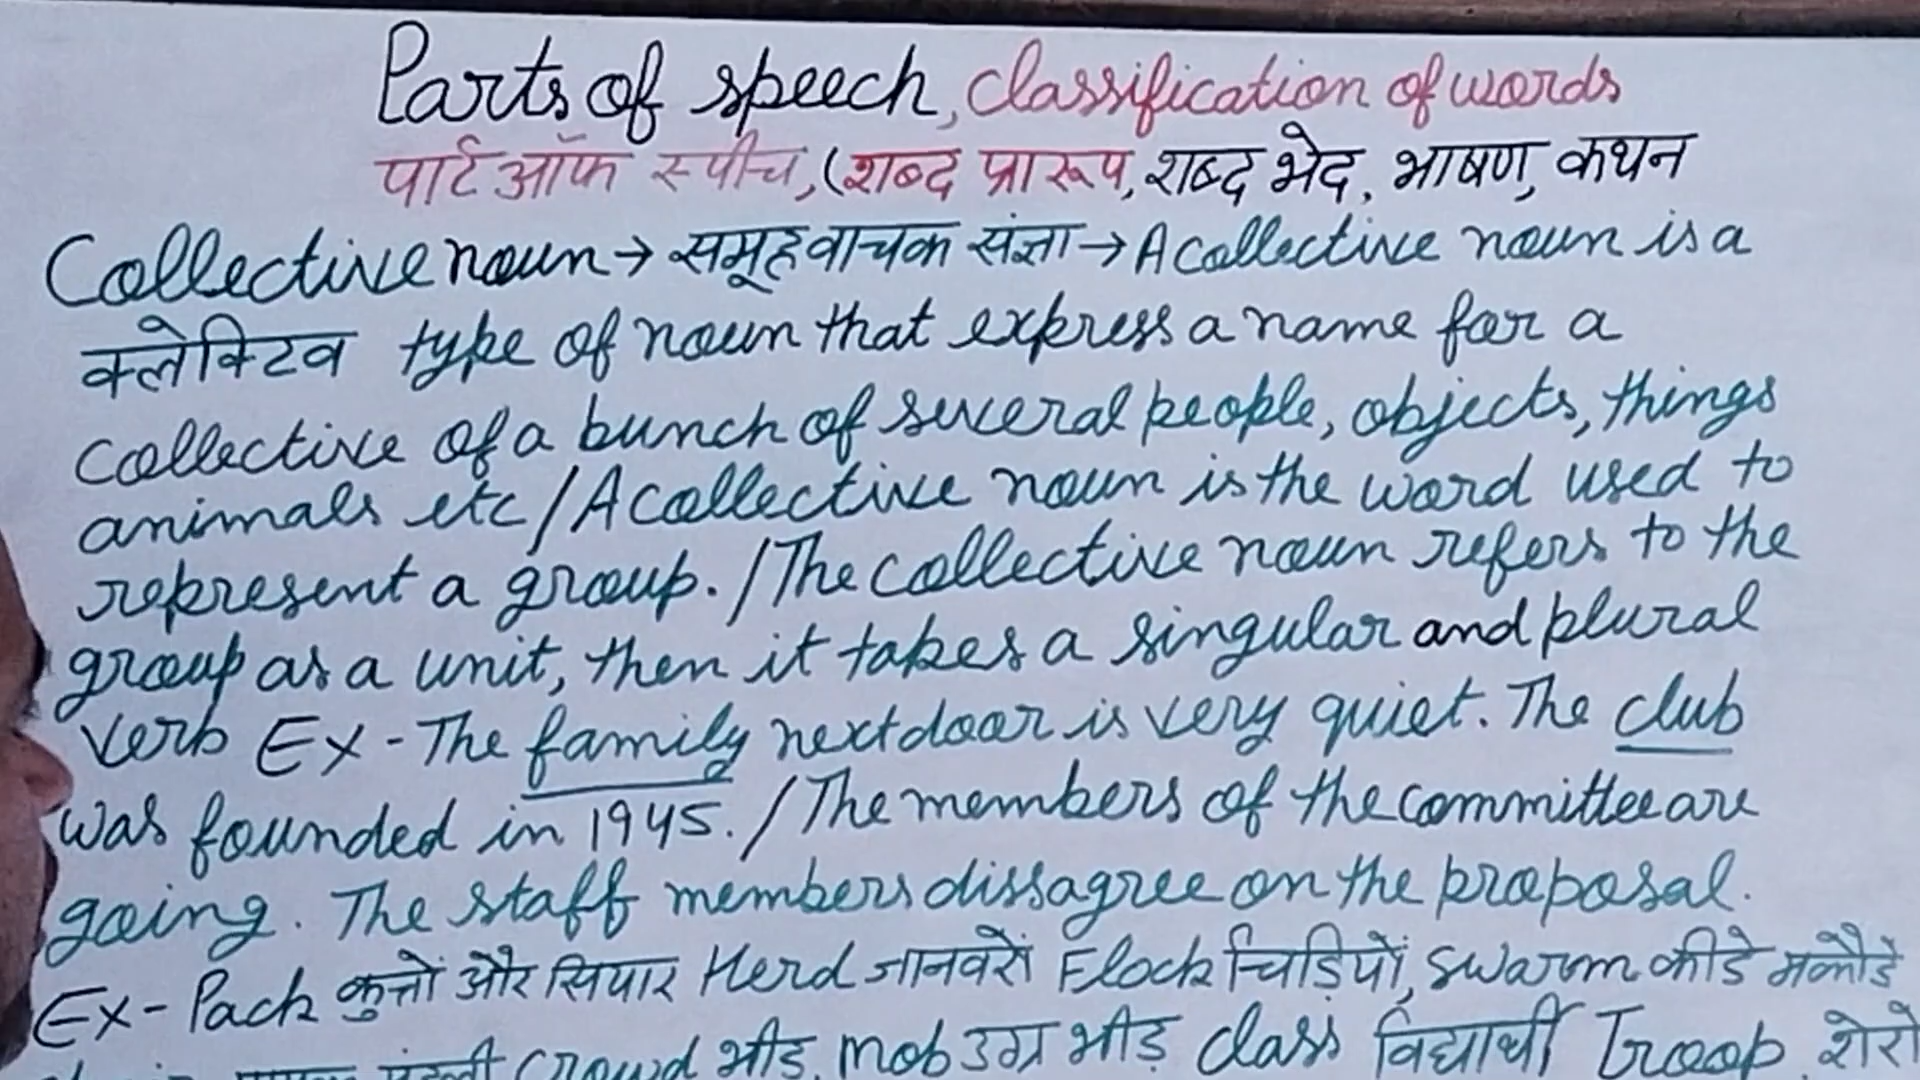 Parts of speech, classification of words
पार्ट ऑफ स्पीच, (शब्द प्रारूप, शब्द भेद, भाषण, कथन
Collective noun → समूहवाचक संज्ञा → A collective noun is a
क्लेक्टिव type of noun that express a name for a
collective of a bunch of several people, objects, things
animals etc / A collective noun is the word used to
represent a group. / The collective noun refers to the
group as a unit, then it takes a singular and plural
verb Ex - The family next door is very quiet. The club
was founded in 1945. / The members of the committee are
going. The staff members dissagree on the proposal.
Ex - Pack कुत्तों और सियार Herd जानवरों Flock चिड़ियों, Swarm कीडे मकौडे
मंडली Crowd भीड, mob उग्र भीड़ class विद्यार्थी Troop शेरो